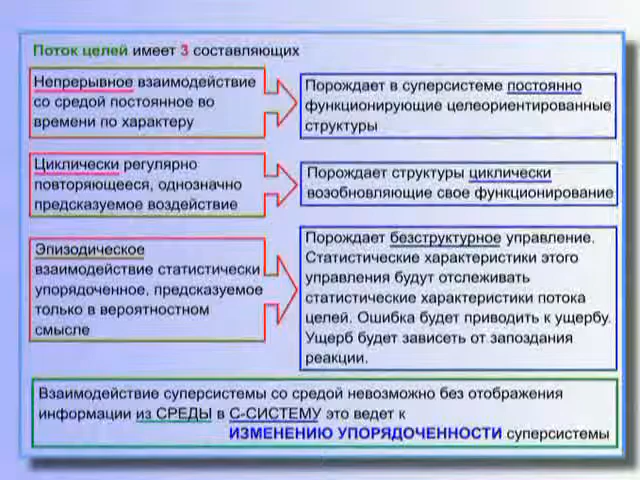 Поток целей имеет 3 составляющих
Непрерывное взаимодействие
со средой постоянное во
времени по характеру
Порождает в суперсистеме постоянно
функционирующие целеориентированные
структуры
Циклически регулярно
повторяющееся, однозначно
предсказуемое воздействие
Порождает структуры циклически
возобновляющие свое функционирование
Эпизодическое
взаимодействие статистически
упорядоченное, предсказуемое
только в вероятностном
смысле
Порождает безструктурное управление.
Статистические характеристики этого
управления будут отслеживать
статистические характеристики потока
целей. Ошибка будет приводить к ущербу.
Ущерб будет зависеть от запоздания
реакции.
Взаимодействие суперсистемы со средой невозможно без отображения
информации из СРЕДЫ в С-СИСТЕМУ это ведет к
ИЗМЕНЕНИЮ УПОРЯДОЧЕННОСТИ суперсистемы